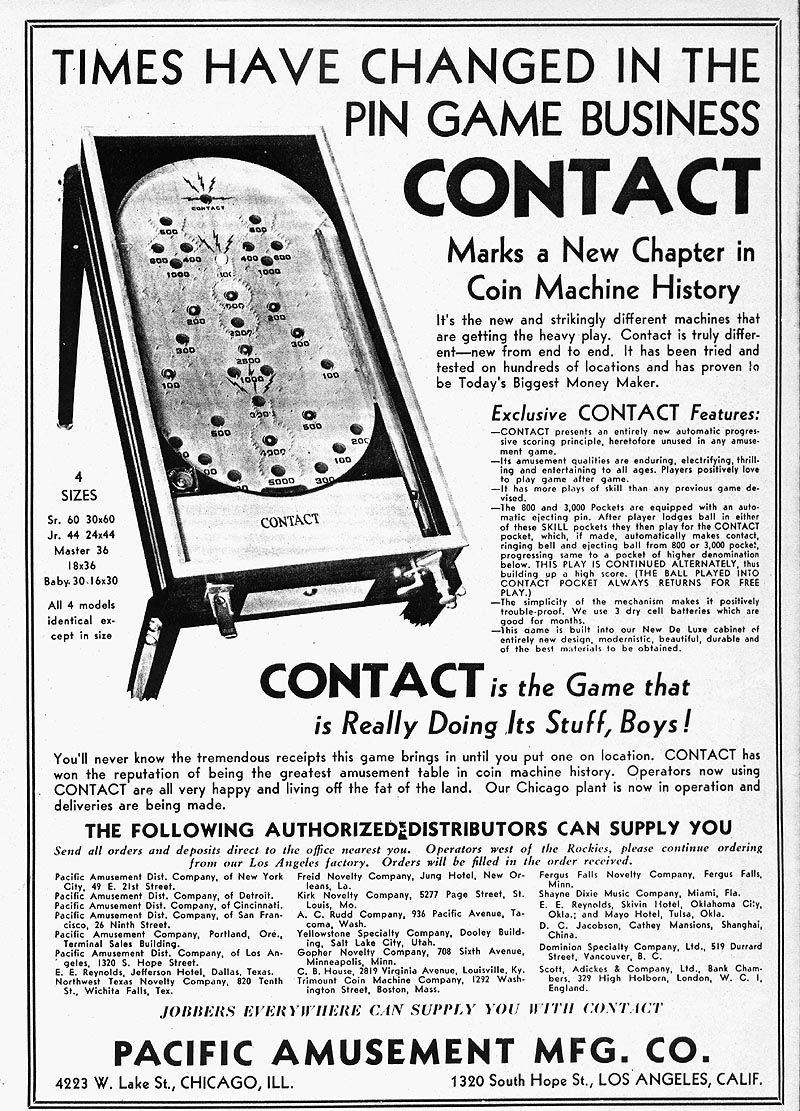 TIMES HAVE CHANGED IN THE
PIN GAME BUSINESS
CONTACT
Marks a New Chapter in
Coin Machine History
It's the new and strikingly different machines that
are getting the heavy play. Contact is truly differ-
ent—new from end to end. It has been tried and
tested on hundreds of locations and has proven to
be Today's Biggest Money Maker.
Exclusive CONTACT Features:
—CONTACT presents an entirely new automatic progres-
sive scoring principle, heretofore unused in any amuse-
ment game.
—Its amusement qualities are enduring, electrifying, thrill-
ing and entertaining to all ages. Players positively love
to play game after game.
—It has more plays of skill than any previous game de-
vised.
—The 800 and 3,000 Pockets are equipped with an auto-
matic ejecting pin. After player lodges ball in either
of these SKILL pockets they then play for the CONTACT
pocket, which, if made, automatically makes contact,
ringing bell and ejecting ball from 800 or 3,000 pocket,
progressing same to a pocket of higher denomination
below. THIS PLAY IS CONTINUED ALTERNATELY, thus
building up a high score. (THE BALL PLAYED INTO
CONTACT POCKET ALWAYS RETURNS FOR FREE
PLAY.)
—The simplicity of the mechanism makes it positively
trouble-proof. We use 3 dry cell batteries which are
good for months.
—This game is built into our New De Luxe cabinet of
entirely new design, modernistic, beautiful, durable and
of the best materials to be obtained.
CONTACT
500
500
600
400
400
600
1000
1000
200
200
300
300
2500
100
100
1000
500
500
200
100
200
300
5000
300
100
CONTACT
4
SIZES
Sr. 60 30x60
Jr. 44 24x44
Master 36
18x36
Baby 30-16x30
All 4 models
identical ex-
cept in size
CONTACT is the Game that
is Really Doing Its Stuff, Boys!
You'll never know the tremendous receipts this game brings in until you put one on location. CONTACT has
won the reputation of being the greatest amusement table in coin machine history. Operators now using
CONTACT are all very happy and living off the fat of the land. Our Chicago plant is now in operation and
deliveries are being made.
THE FOLLOWING AUTHORIZED DISTRIBUTORS CAN SUPPLY YOU
Send all orders and deposits direct to the office nearest you. Operators west of the Rockies, please continue ordering
from our Los Angeles factory. Orders will be filled in the order received.
Pacific Amusement Dist. Company, of New York
City, 49 E. 21st Street.
Pacific Amusement Dist. Company, of Detroit.
Pacific Amusement Dist. Company, of Cincinnati.
Pacific Amusement Dist. Company, of San Fran-
cisco, 26 Ninth Street.
Pacific Amusement Company, Portland, Ore.,
Terminal Sales Building.
Pacific Amusement Dist. Company, of Los An-
geles, 1320 S. Hope Street.
E. E. Reynolds, Jefferson Hotel, Dallas, Texas.
Northwest Texas Novelty Company, 820 Tenth
St., Wichita Falls, Tex.
Freid Novelty Company, Jung Hotel, New Or-
leans, La.
Kirk Novelty Company, 5277 Page Street, St.
Louis, Mo.
A. C. Rudd Company, 936 Pacific Avenue, Ta-
coma, Wash.
Yellowstone Specialty Company, Dooley Build-
ing, Salt Lake City, Utah.
Gopher Novelty Company, 708 Sixth Avenue,
Minneapolis, Minn.
C. B. House, 2819 Virginia Avenue, Louisville, Ky.
Trimount Coin Machine Company, 1292 Wash-
ington Street, Boston, Mass.
Fergus Falls Novelty Company, Fergus Falls,
Minn.
Shayne Dixie Music Company, Miami, Fla.
E. E. Reynolds, Skivin Hotel, Oklahoma City,
Okla.; and Mayo Hotel, Tulsa, Okla.
D. C. Jacobson, Cathey Mansions, Shanghai,
China.
Dominion Specialty Company, Ltd., 519 Durrard
Street, Vancouver, B. C.
Scott, Adickes & Company, Ltd., Bank Cham-
bers, 329 High Holborn, London, W. C. 1,
England.
JOBBERS EVERYWHERE CAN SUPPLY YOU WITH CONTACT
PACIFIC AMUSEMENT MFG. CO.
4223 W. Lake St., CHICAGO, ILL.
1320 South Hope St., LOS ANGELES, CALIF.